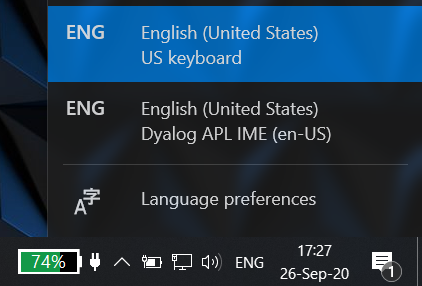 ENG English (United States)
US keyboard
ENG English (United States)
Dyalog APL IME (en-US)
A字 Language preferences
74% ENG 17:27
26-Sep-20 1